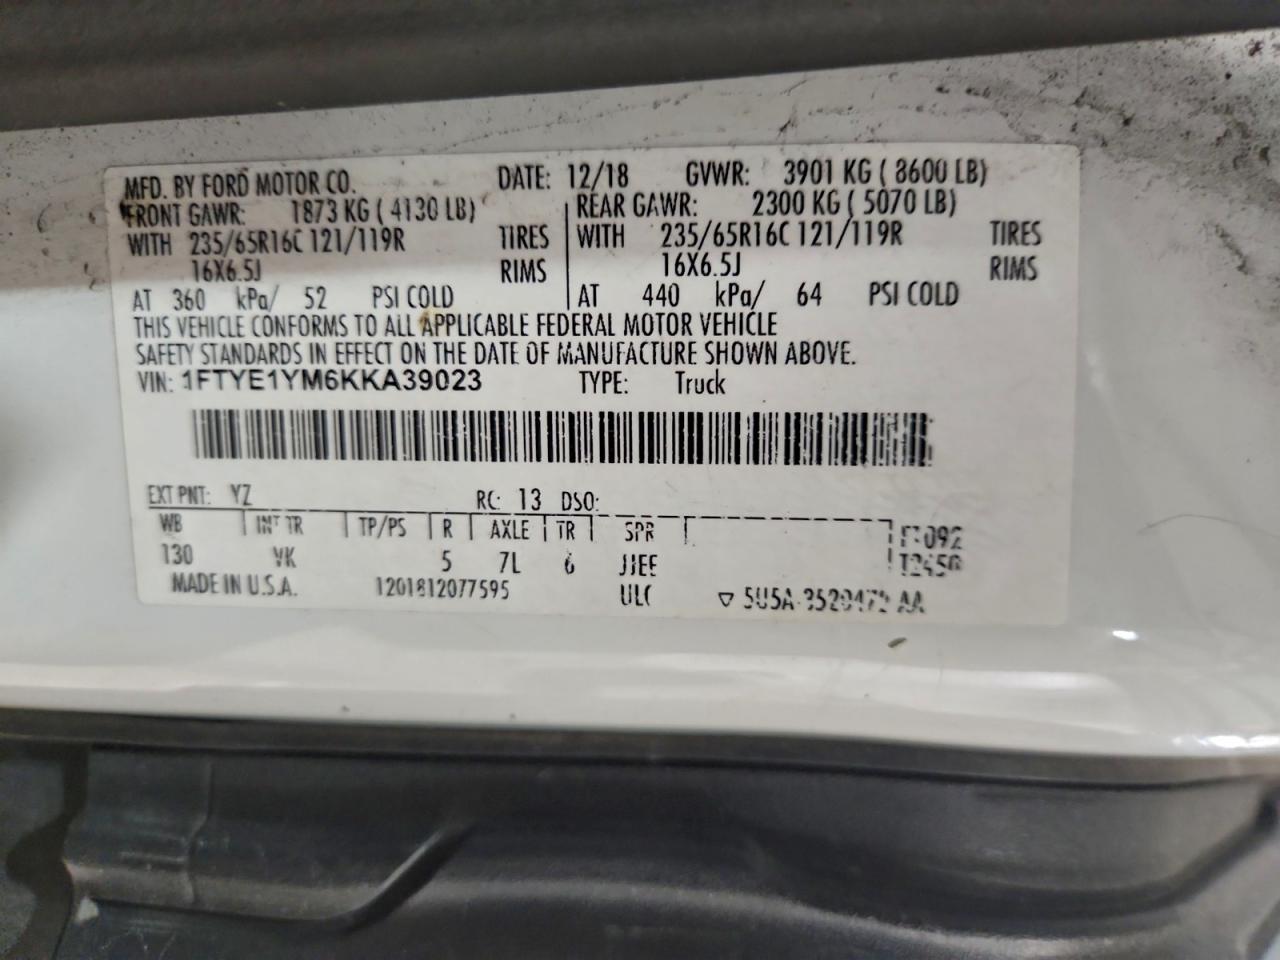 MFD. BY FORD MOTOR CO. DATE: 12/18 GVWR: 3901 KG ( 8600 LB)
FRONT GAWR: 1873 KG ( 4130 LB) REAR GAWR: 2300 KG ( 5070 LB)
WITH 235/65R16C 121/119R TIRES WITH 235/65R16C 121/119R TIRES
16X6.5J RIMS 16X6.5J RIMS
AT 360 kPa/ 52 PSI COLD AT 440 kPa/ 64 PSI COLD
THIS VEHICLE CONFORMS TO ALL APPLICABLE FEDERAL MOTOR VEHICLE
SAFETY STANDARDS IN EFFECT ON THE DATE OF MANUFACTURE SHOWN ABOVE.
VIN: 1FTYE1YM6KKA39023 TYPE: Truck
EXT PNT: YZ RC: 13 DSO:
WB INT TR TP/PS R AXLE TR SPR
130 VK 5 7L 6
MADE IN U.S.A. 1201812077595